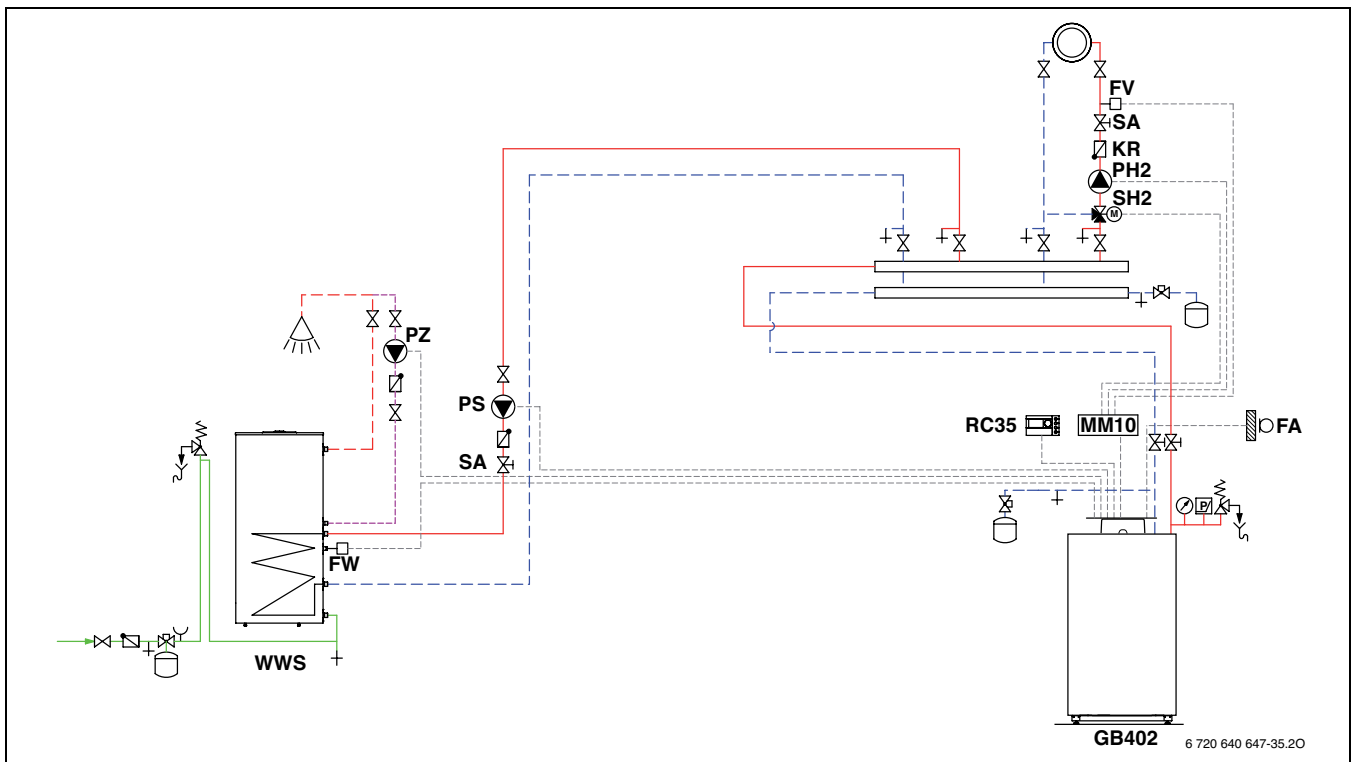 FV
SA
KR
PH2
SH2
M
PZ
PS
SA
RC35
MM10
FA
P/
FW
WWS
GB402
6 720 640 647-35.2O